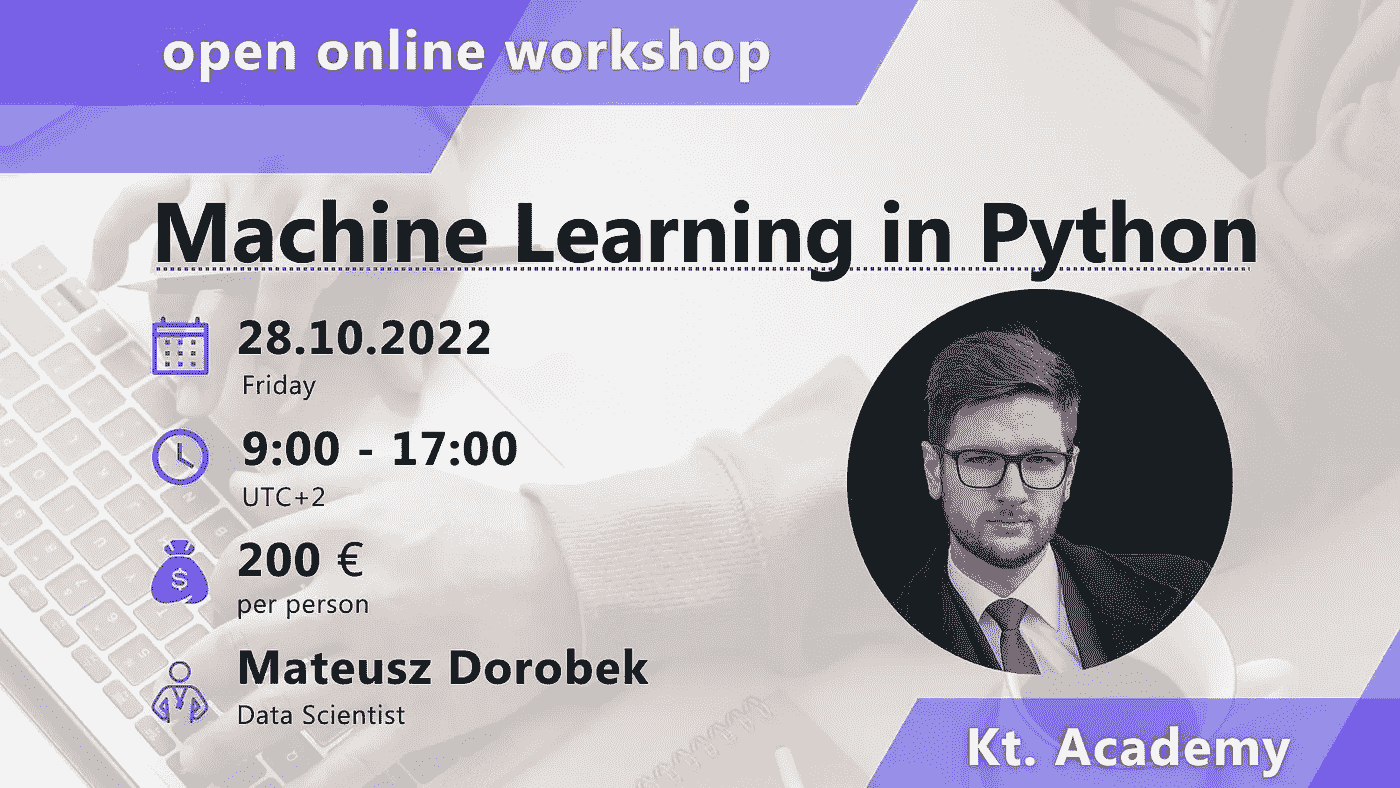 open online workshop
Machine Learning in Python
28.10.2022
Friday
9:00 - 17:00
UTC+2
200 €
per person
$
Mateusz Dorobek
Data Scientist
Kt. Academy